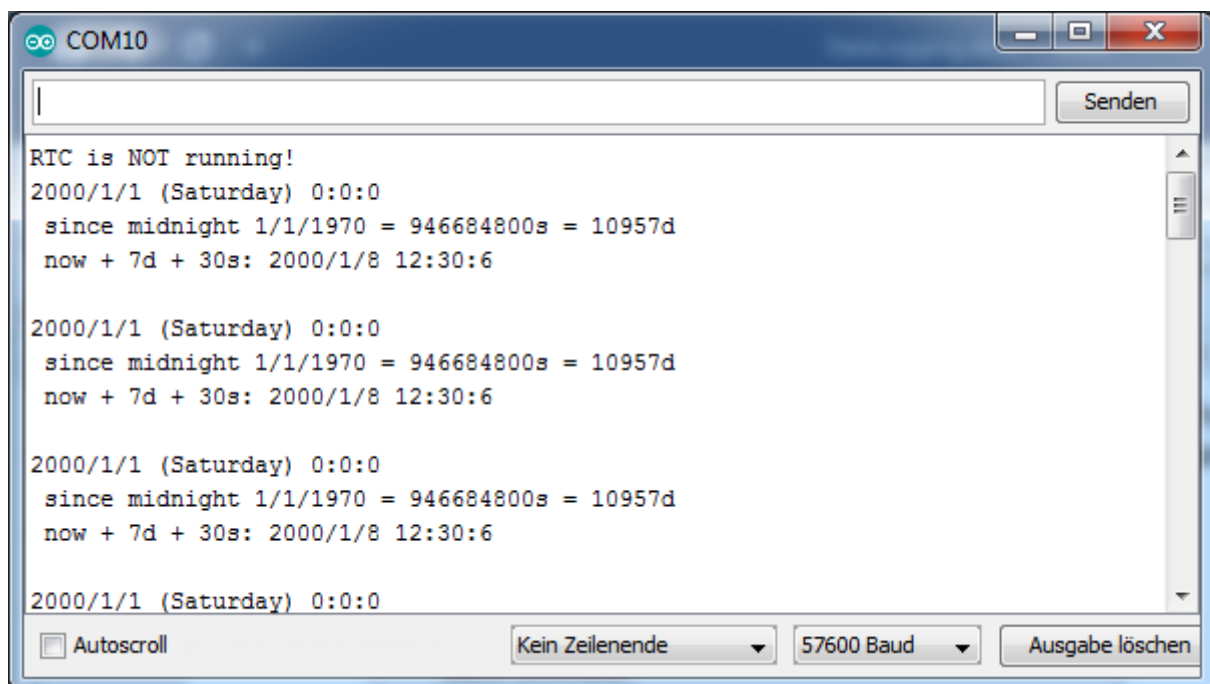 COM10
Senden
RTC is NOT running!
2000/1/1 (Saturday) 0:0:0
since midnight 1/1/1970 = 946684800s = 10957d
now + 7d + 30s: 2000/1/8 12:30:6
2000/1/1 (Saturday) 0:0:0
since midnight 1/1/1970 = 946684800s = 10957d
now + 7d + 30s: 2000/1/8 12:30:6
2000/1/1 (Saturday) 0:0:0
since midnight 1/1/1970 = 946684800s = 10957d
now + 7d + 30s: 2000/1/8 12:30:6
2000/1/1 (Saturday) 0:0:0
Autoscroll Kein Zeilenende 57600 Baud Ausgabe löschen